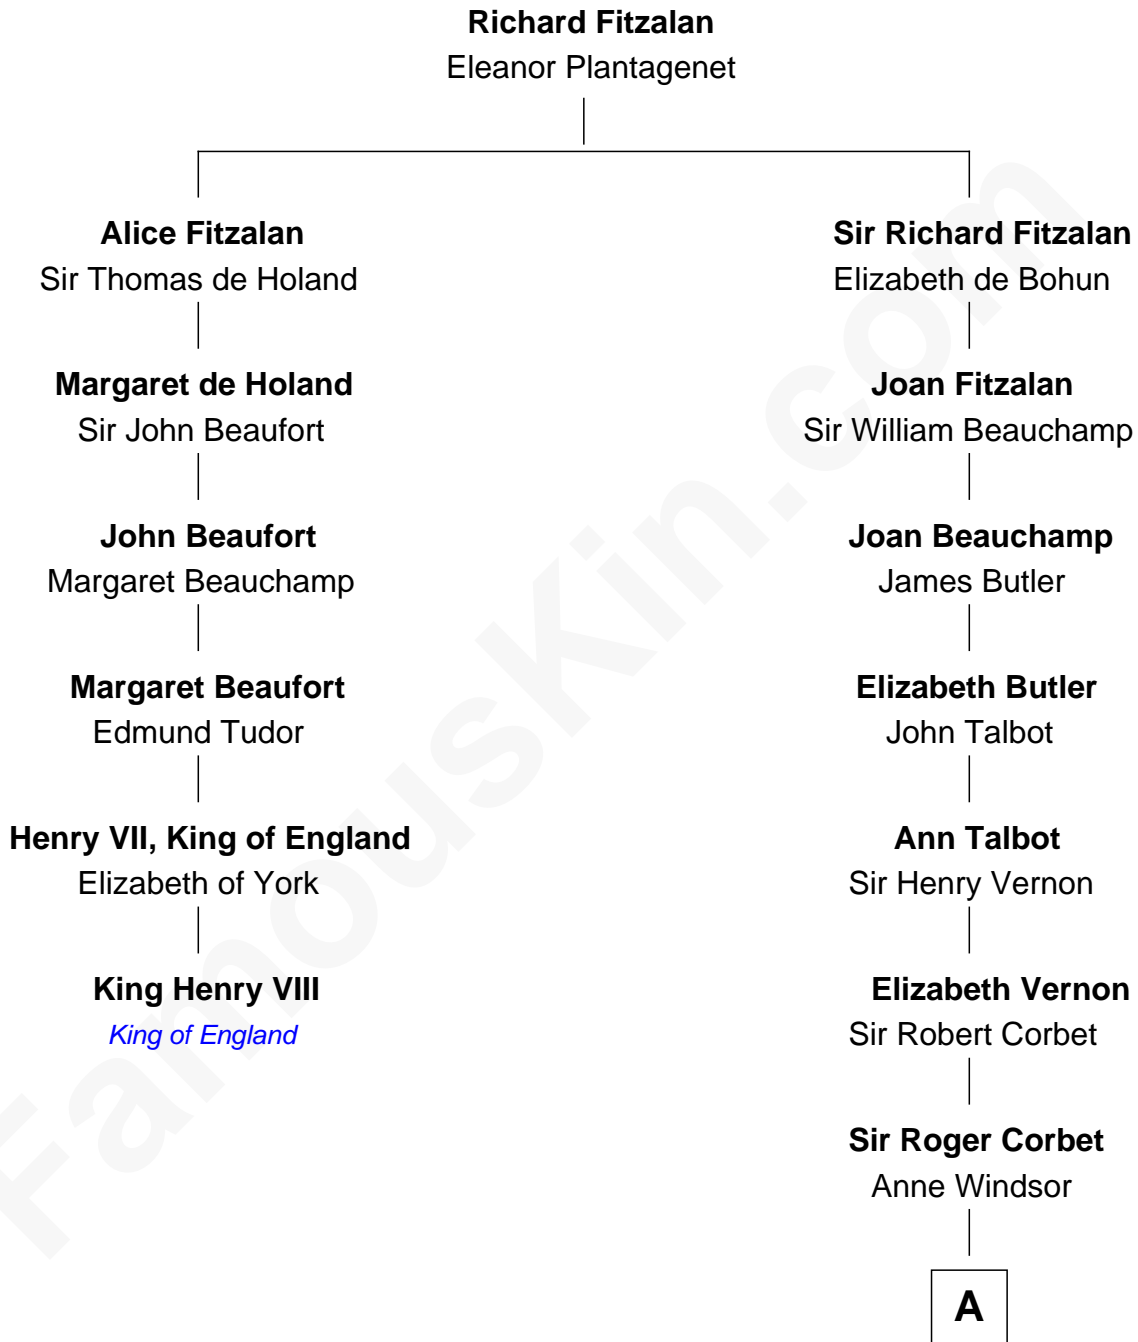 Richard Fitzalan
Eleanor Plantagenet
Alice Fitzalan
Sir Thomas de Holand
Sir Richard Fitzalan
Elizabeth de Bohun
Margaret de Holand
Sir John Beaufort
Joan Fitzalan
Sir William Beauchamp
John Beaufort
Margaret Beauchamp
Joan Beauchamp
James Butler
Margaret Beaufort
Edmund Tudor
Elizabeth Butler
John Talbot
Henry VII, King of England
Elizabeth of York
Ann Talbot
Sir Henry Vernon
King Henry VIII
King of England
Elizabeth Vernon
Sir Robert Corbet
Sir Roger Corbet
Anne Windsor
A
FamousKin.com